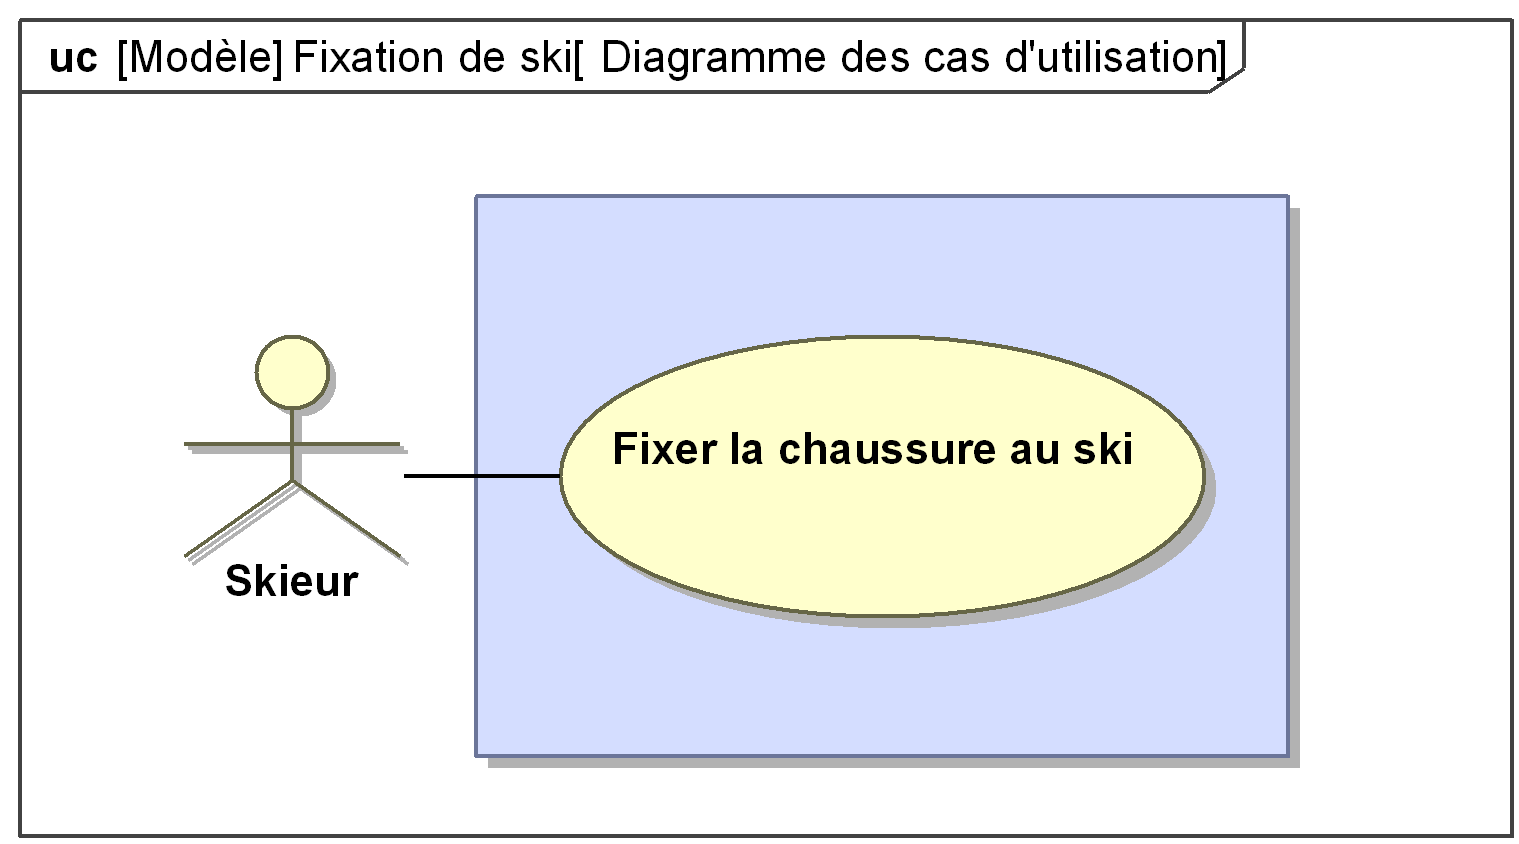 uc [Modèle] Fixation de ski[ Diagramme des cas d'utilisation]
Fixer la chaussure au ski
Skieur